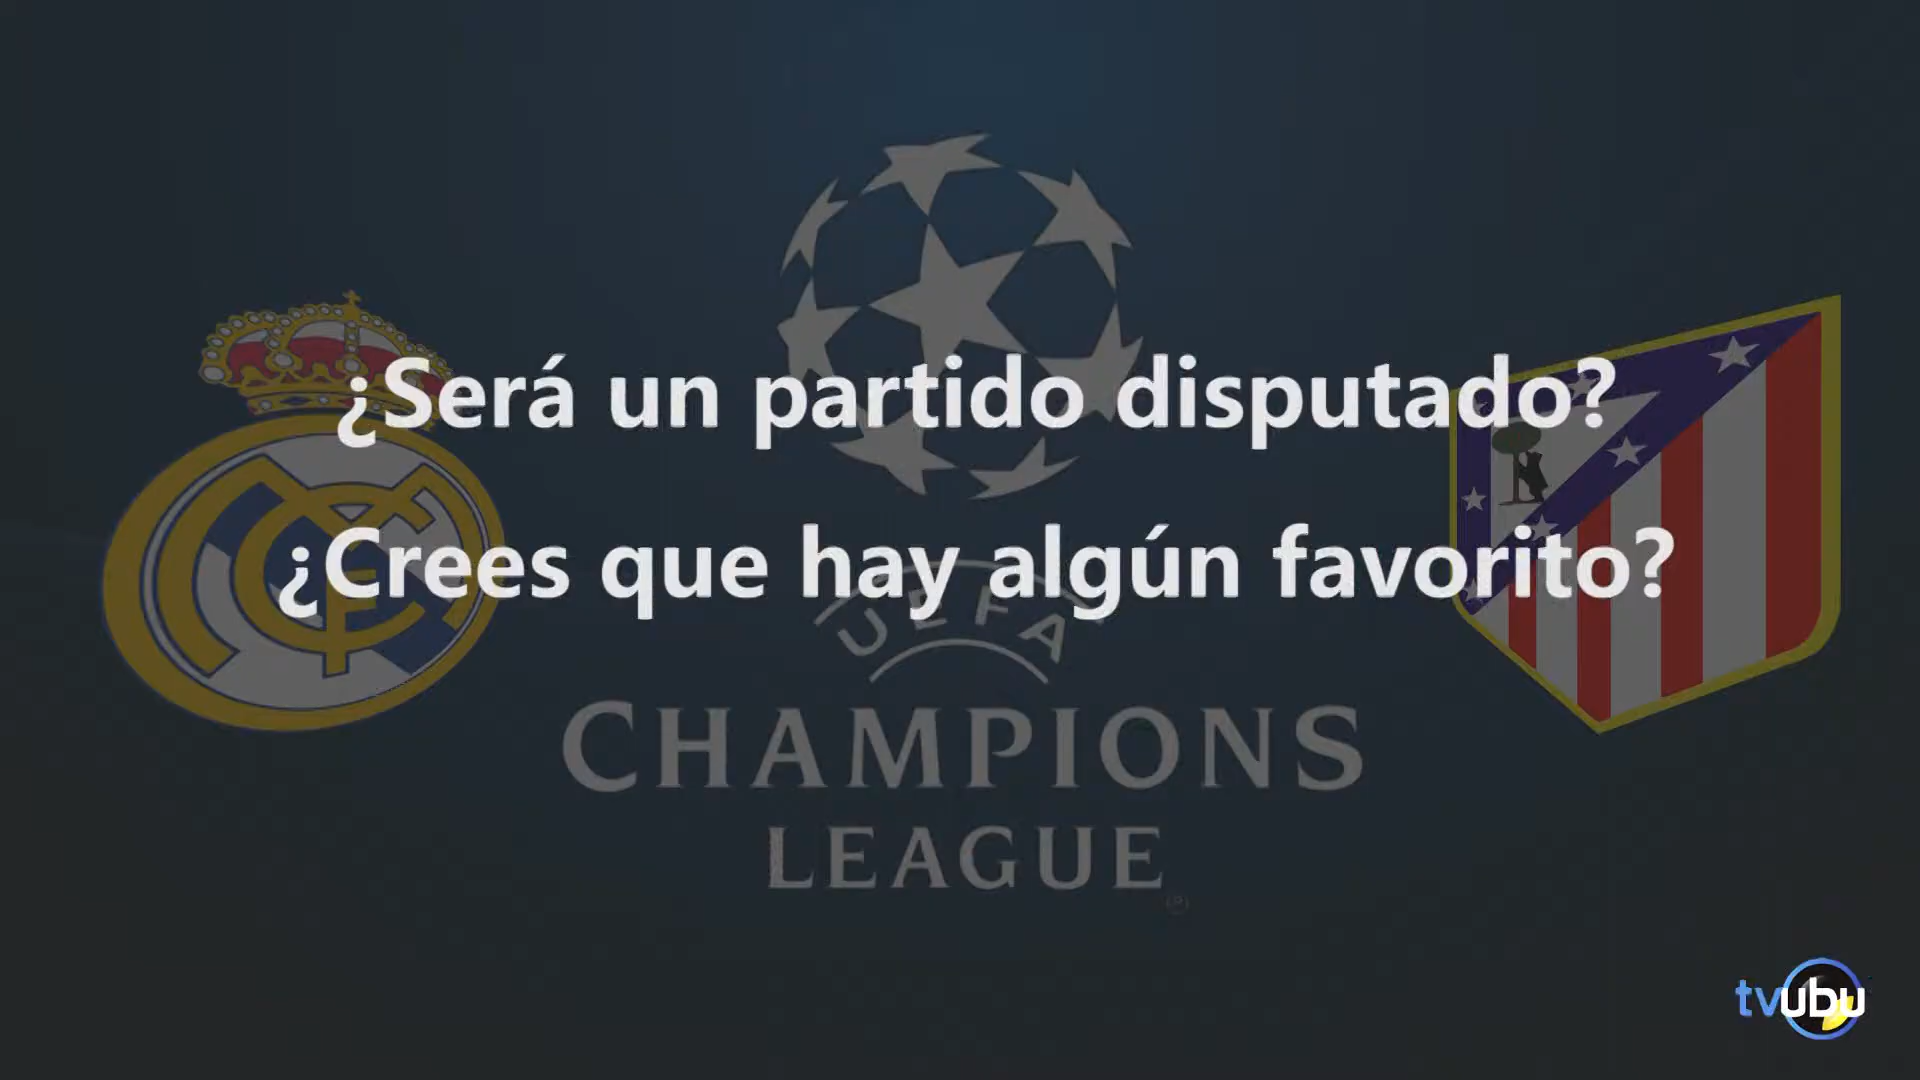 ¿Será un partido disputado?
¿Crees que hay algún favorito?
UEFA
CHAMPIONS
LEAGUE
®
tvubu